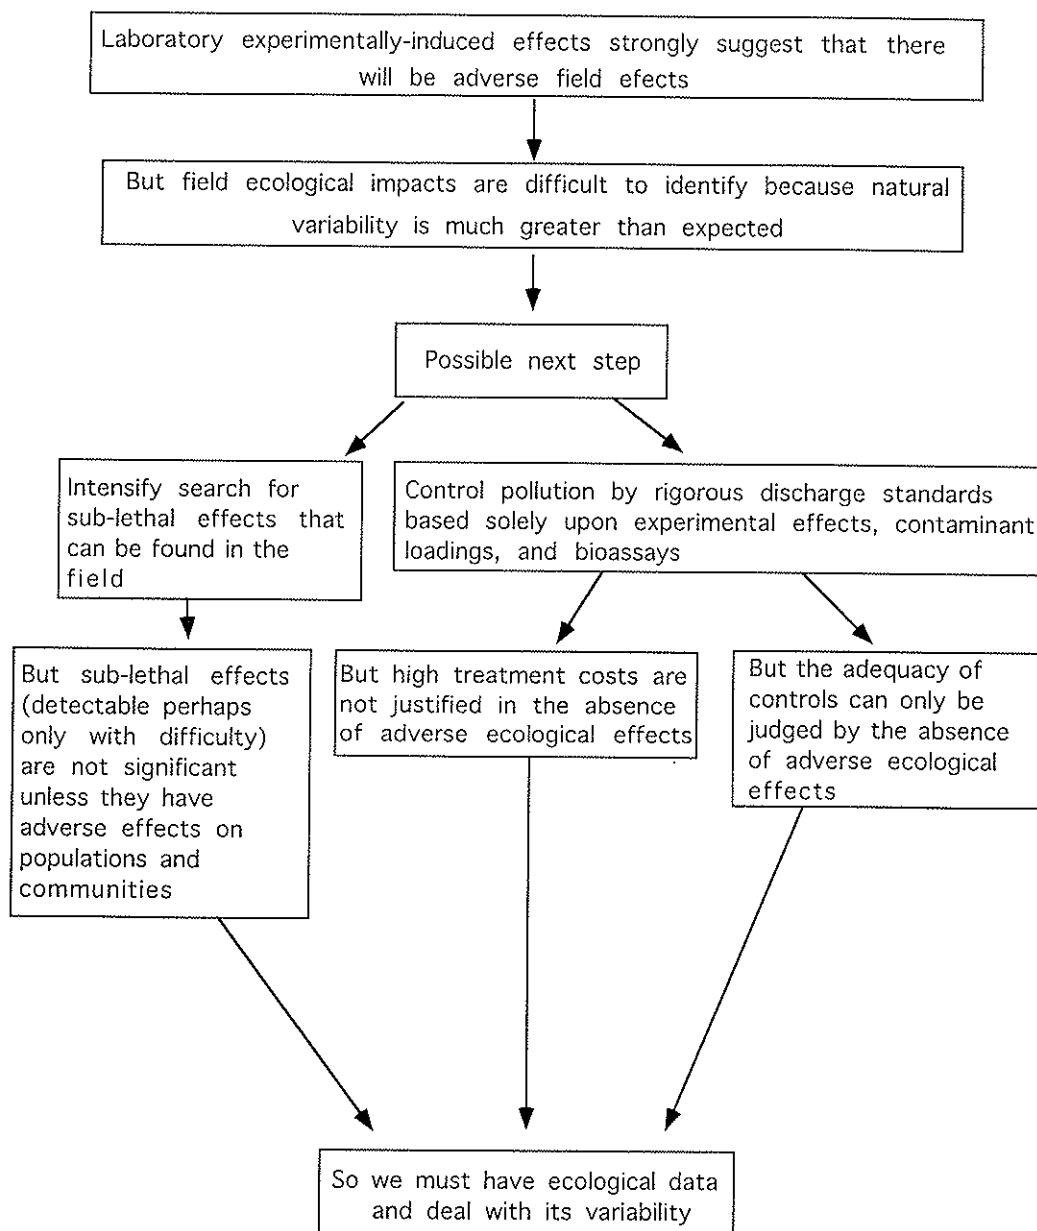 Laboratory experimentally-induced effects strongly suggest that there
will be adverse field efects
But field ecological impacts are difficult to identify because natural
variability is much greater than expected
Possible next step
Intensify search for
sub-lethal effects that
can be found in the
field
Control pollution by rigorous discharge standards
based solely upon experimental effects, contaminant
loadings, and bioassays
But sub-lethal effects
(detectable perhaps
only with difficulty)
are not significant
unless they have
adverse effects on
populations and
communities
But high treatment costs are
not justified in the absence
of adverse ecological effects
But the adequacy of
controls can only be
judged by the absence
of adverse ecological
effects
So we must have ecological data
and deal with its variability